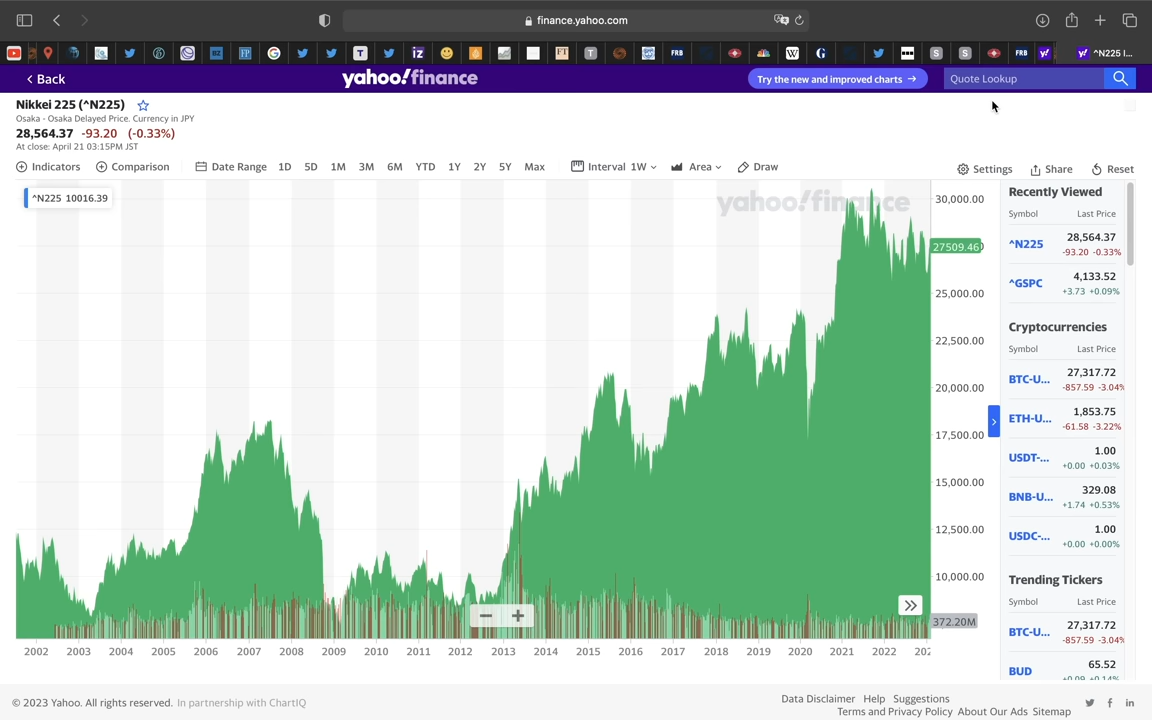 finance.yahoo.com
^N225 I...
< Back
yahoo!finance
Try the new and improved charts →
Quote Lookup
Nikkei 225 (^N225)
Osaka - Osaka Delayed Price. Currency in JPY
28,564.37 -93.20 (-0.33%)
At close: April 21 03:15PM JST
Indicators
Comparison
Date Range
1D
5D
1M
3M
6M
YTD
1Y
2Y
5Y
Max
Interval 1W
Area
Draw
Settings
Share
Reset
^N225 10016.39
yahoo!finance
30,000.00
27509.46
25,000.00
22,500.00
20,000.00
17,500.00
15,000.00
12,500.00
10,000.00
372.20M
2002 2003 2004 2005 2006 2007 2008 2009 2010 2011 2012 2013 2014 2015 2016 2017 2018 2019 2020 2021 2022 202
Recently Viewed
Symbol Last Price
^N225 28,564.37
-93.20 -0.33%
^GSPC 4,133.52
+3.73 +0.09%
Cryptocurrencies
Symbol Last Price
BTC-U... 27,317.72
-857.59 -3.04%
ETH-U... 1,853.75
-61.58 -3.22%
USDT-... 1.00
+0.00 +0.03%
BNB-U... 329.08
+1.74 +0.53%
USDC-... 1.00
+0.00 +0.00%
Trending Tickers
Symbol Last Price
BTC-U... 27,317.72
-857.59 -3.04%
BUD 65.52
+0.09 +0.14%
© 2023 Yahoo. All rights reserved. In partnership with ChartIQ
Data Disclaimer Help Suggestions
Terms and Privacy Policy About Our Ads Sitemap